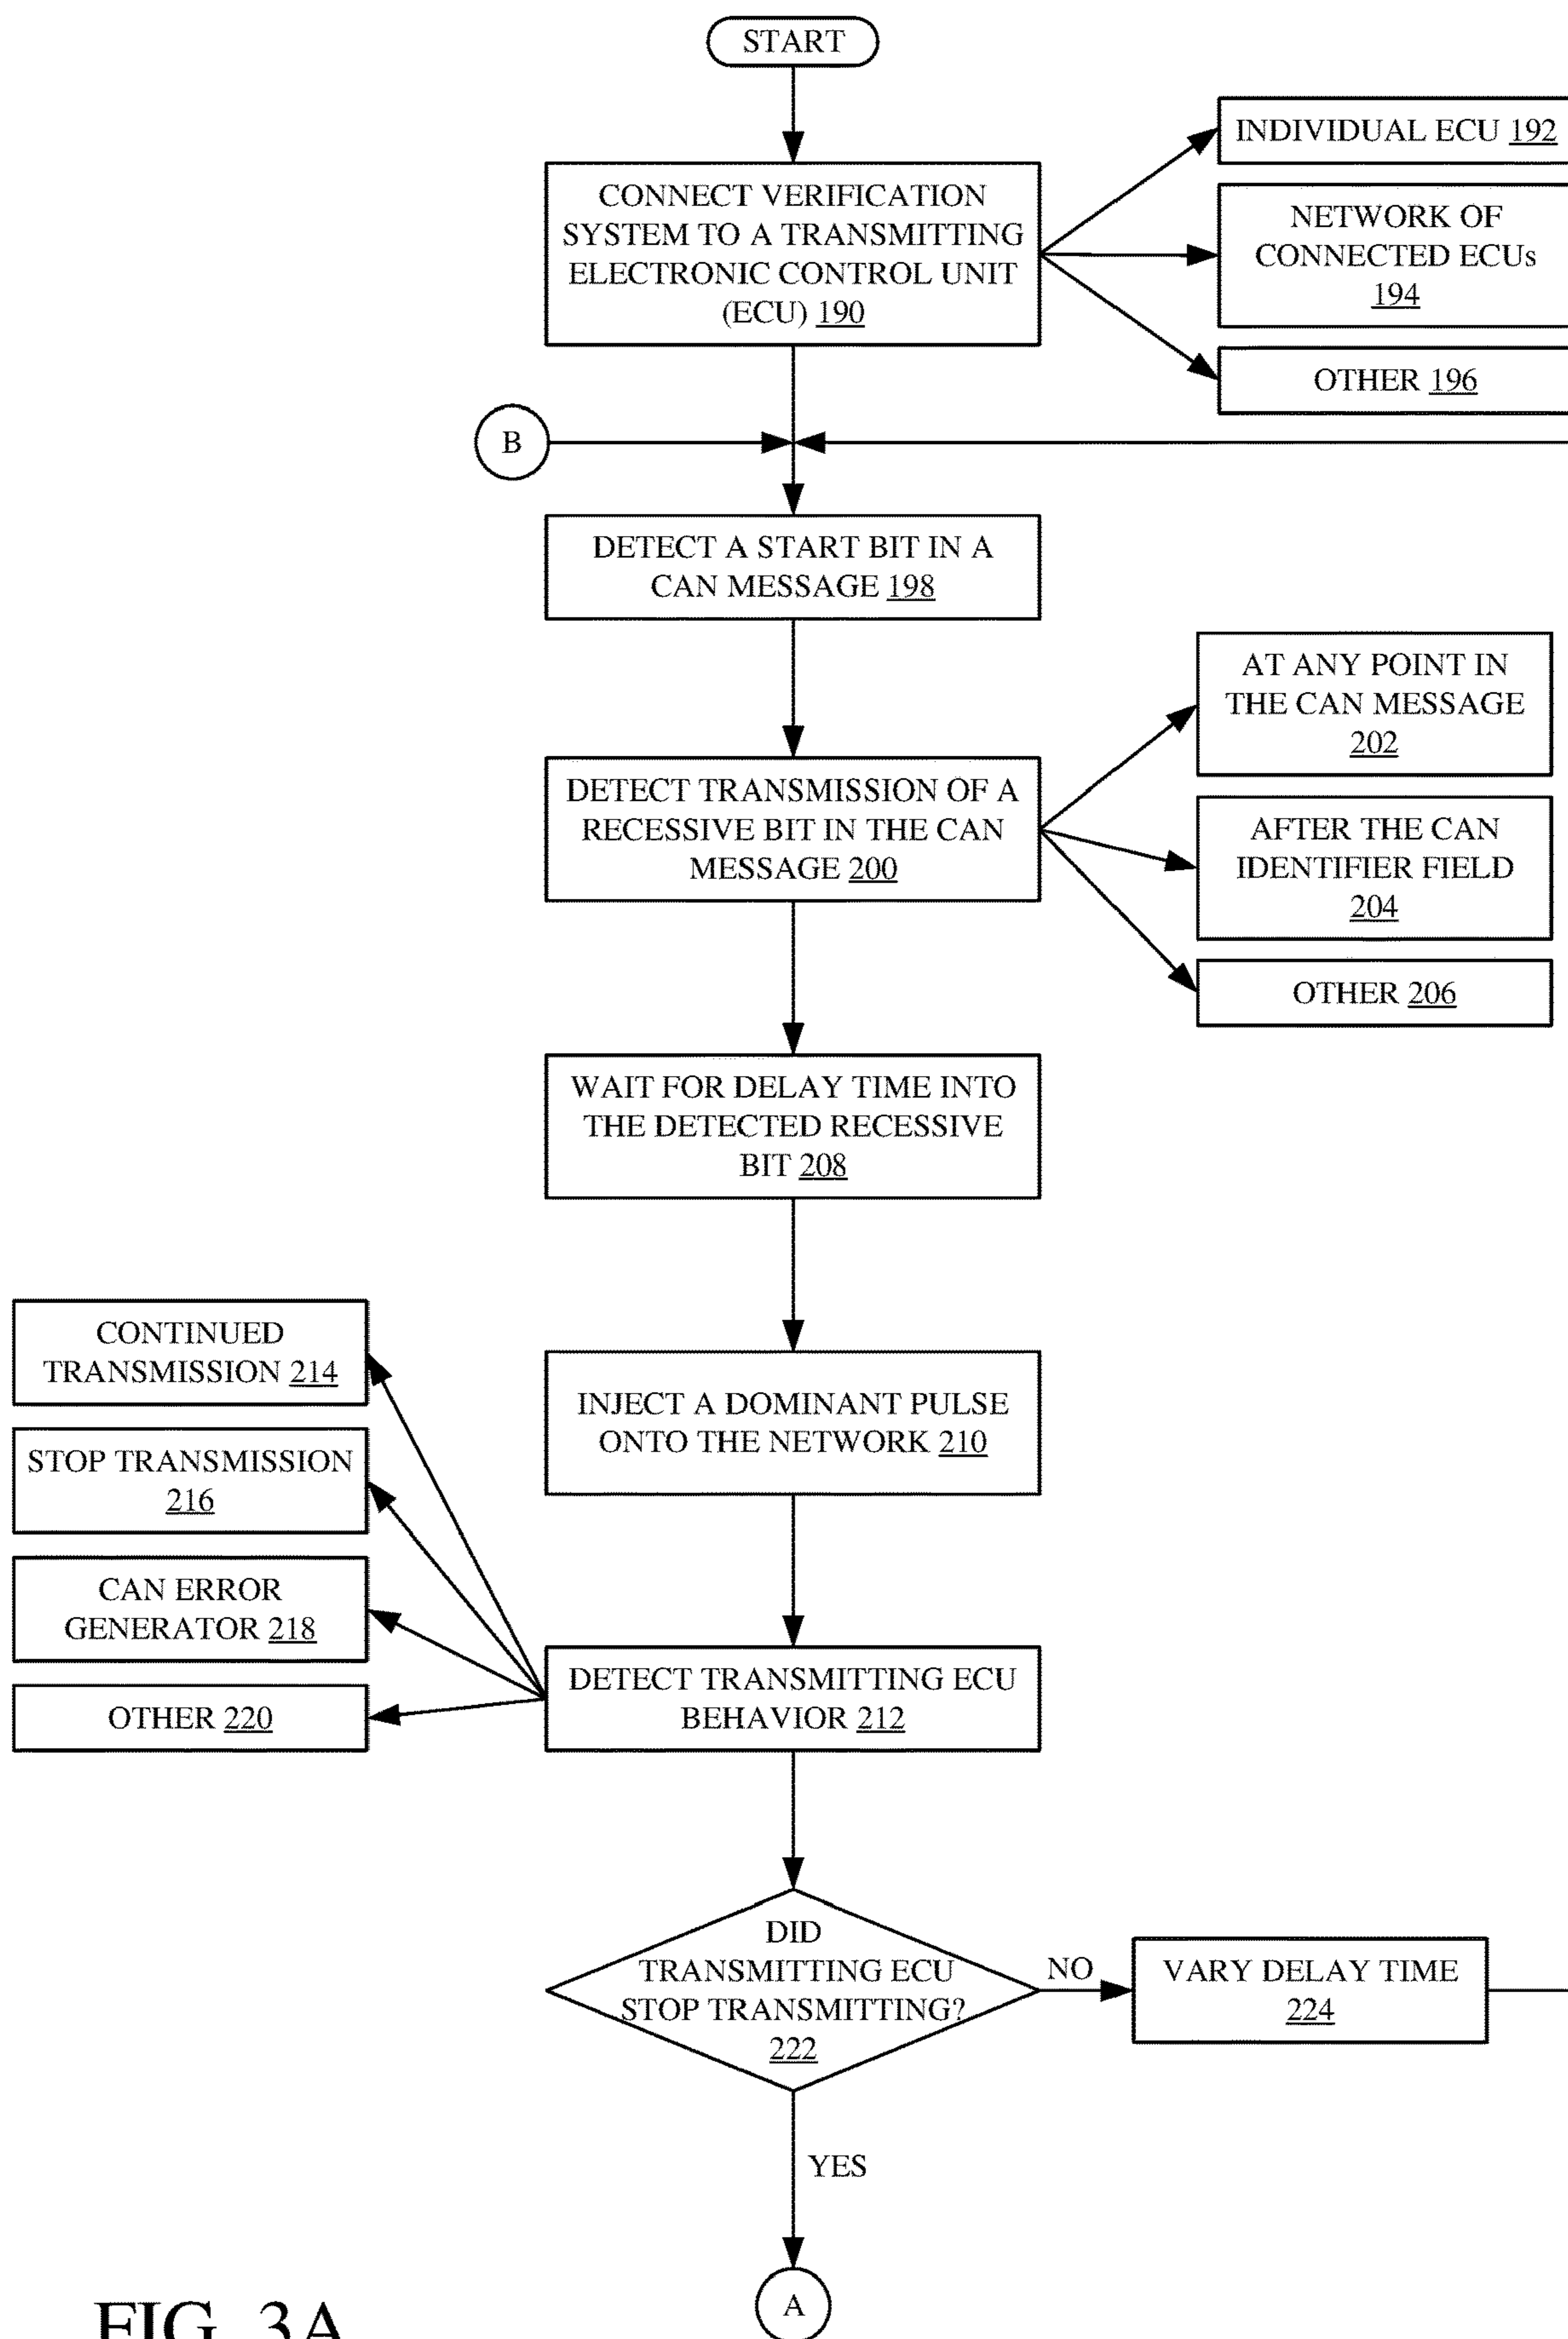 START
CONNECT VERIFICATION
SYSTEM TO A TRANSMITTING
ELECTRONIC CONTROL UNIT
(ECU) 190
INDIVIDUAL ECU 192
NETWORK OF
CONNECTED ECUs
194
OTHER 196
B
DETECT A START BIT IN A
CAN MESSAGE 198
DETECT TRANSMISSION OF A
RECESSIVE BIT IN THE CAN
MESSAGE 200
AT ANY POINT IN
THE CAN MESSAGE
202
AFTER THE CAN
IDENTIFIER FIELD
204
OTHER 206
WAIT FOR DELAY TIME INTO
THE DETECTED RECESSIVE
BIT 208
INJECT A DOMINANT PULSE
ONTO THE NETWORK 210
CONTINUED
TRANSMISSION 214
STOP TRANSMISSION
216
CAN ERROR
GENERATOR 218
OTHER 220
DETECT TRANSMITTING ECU
BEHAVIOR 212
DID
TRANSMITTING ECU
STOP TRANSMITTING?
222
NO
VARY DELAY TIME
224
YES
A
FIG. 3A